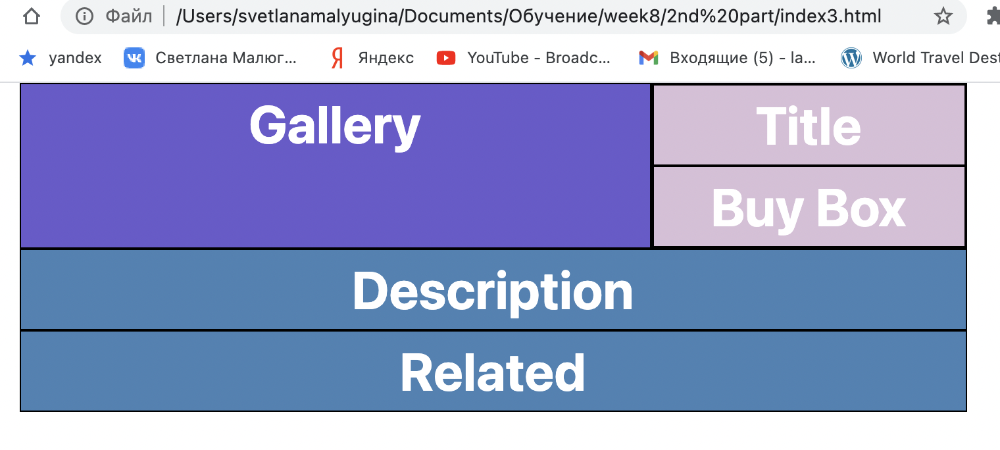 Файл /Users/svetlanamalyugina/Documents/Обучение/week8/2nd%20part/index3.html
yandex Светлана Малюг... Яндекс YouTube - Broadc... Входящие (5) - la... World Travel Dest
Gallery
Title
Buy Box
Description
Related